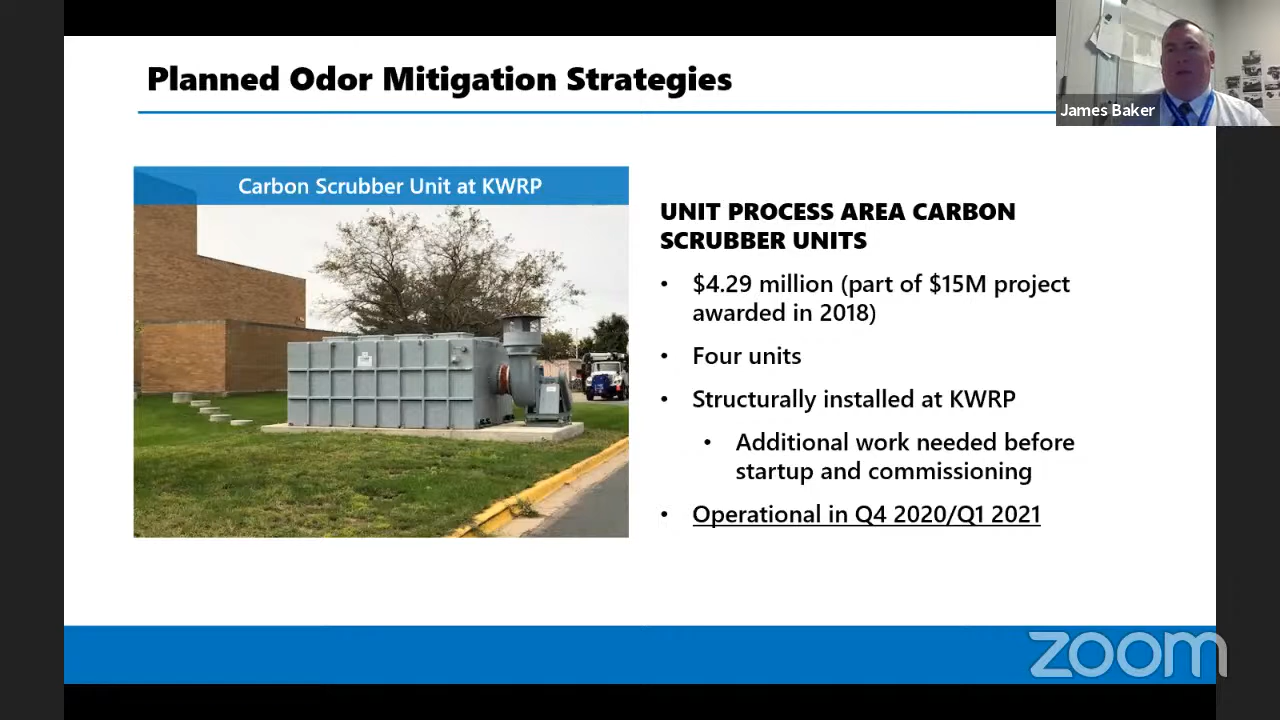 Planned Odor Mitigation Strategies
James Baker
Carbon Scrubber Unit at KWRP
UNIT PROCESS AREA CARBON
SCRUBBER UNITS
• $4.29 million (part of $15M project
awarded in 2018)
• Four units
• Structurally installed at KWRP
• Additional work needed before
startup and commissioning
• Operational in Q4 2020/Q1 2021
zoom